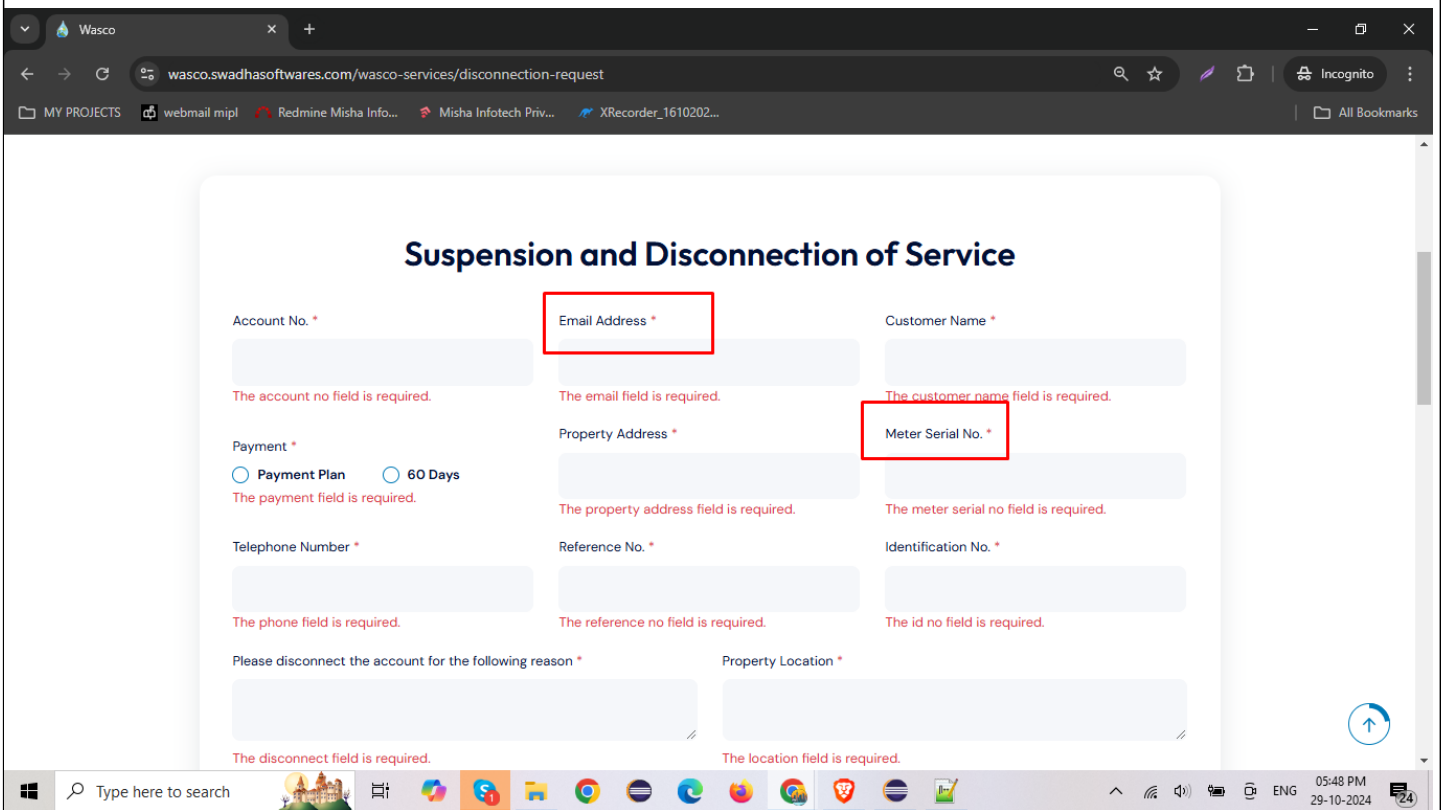 Wasco
wasco.swadhasoftwares.com/wasco-services/disconnection-request
Incognito
MY PROJECTS webmail mipl Redmine Misha Info... Misha Infotech Priv... XRecorder_1610202... All Bookmarks
Suspension and Disconnection of Service
Account No. * Email Address * Customer Name *
The account no field is required. The email field is required. The customer name field is required.
Payment * Property Address * Meter Serial No. *
Payment Plan 60 Days
The payment field is required. The property address field is required. The meter serial no field is required.
Telephone Number * Reference No. * Identification No. *
The phone field is required. The reference no field is required. The id no field is required.
Please disconnect the account for the following reason * Property Location *
The disconnect field is required. The location field is required.
Type here to search ENG 05:48 PM
29-10-2024 24